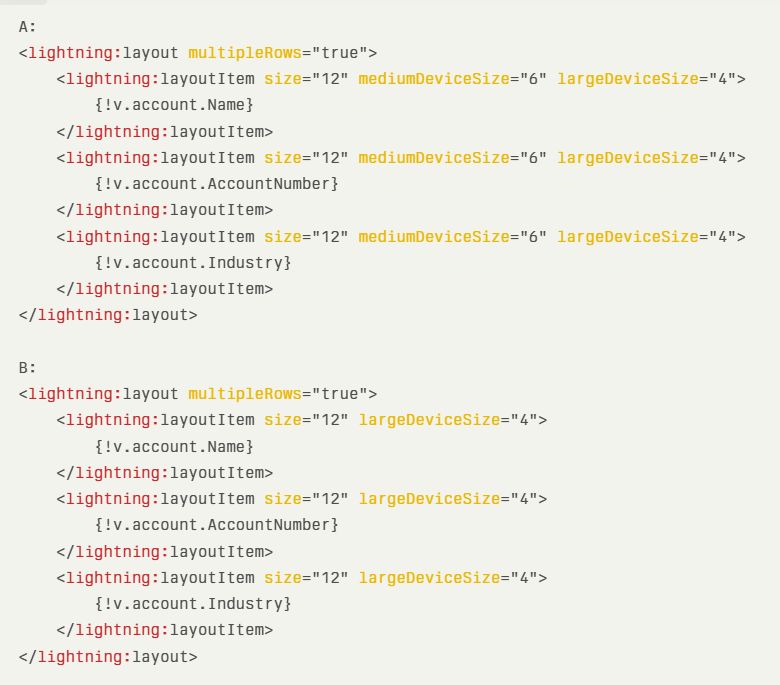 A:
<lightning:layout multipleRows="true">
    <lightning:layoutItem size="12" mediumDeviceSize="6" largeDeviceSize="4">
        {!v.account.Name}
    </lightning:layoutItem>
    <lightning:layoutItem size="12" mediumDeviceSize="6" largeDeviceSize="4">
        {!v.account.AccountNumber}
    </lightning:layoutItem>
    <lightning:layoutItem size="12" mediumDeviceSize="6" largeDeviceSize="4">
        {!v.account.Industry}
    </lightning:layoutItem>
</lightning:layout>

B:
<lightning:layout multipleRows="true">
    <lightning:layoutItem size="12" largeDeviceSize="4">
        {!v.account.Name}
    </lightning:layoutItem>
    <lightning:layoutItem size="12" largeDeviceSize="4">
        {!v.account.AccountNumber}
    </lightning:layoutItem>
    <lightning:layoutItem size="12" largeDeviceSize="4">
        {!v.account.Industry}
    </lightning:layoutItem>
</lightning:layout>